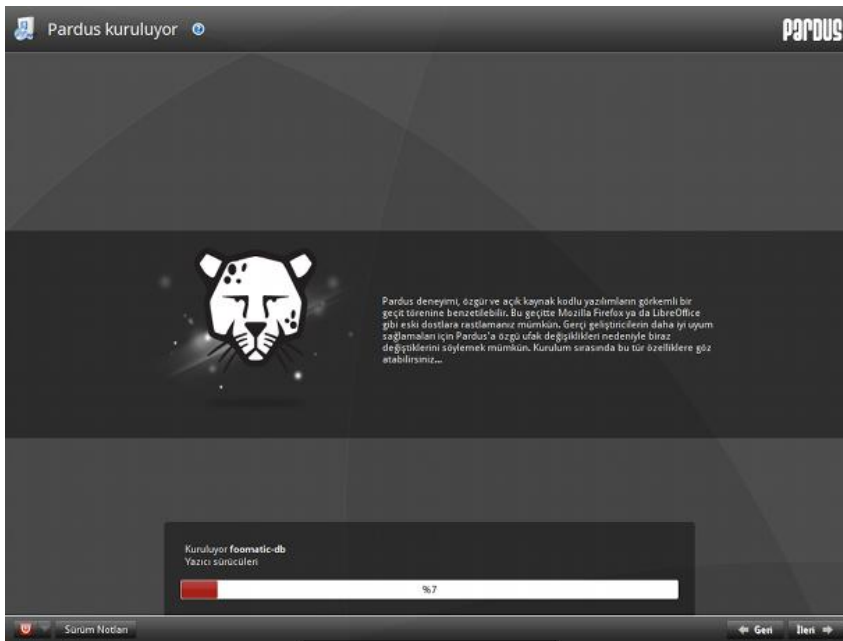 Pardus kuruluyor
PARDUS
Pardus deneyimi, özgür ve açık kaynak kodlu yazılımların görkemli bir
geçit törenine benzetilebilir. Bu geçitte Mozilla Firefox ya da LibreOffice
gibi eski dostlara rastlamanız mümkün. Gerçi geliştiricilerin daha iyi uyum
sağlamaları için Pardus'a özgü ufak değişiklikleri nedeniyle biraz
değiştiklerini söylemek mümkün. Kurulum sırasında bu tür özelliklere göz
atabilirsiniz...
Kuruluyor foomatic-db
Yazıcı sürücüleri
%7
Sürüm Notları
Geri
İleri